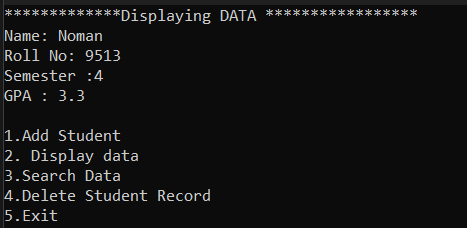 *************Displaying DATA *****************
Name: Noman
Roll No: 9513
Semester :4
GPA : 3.3
1.Add Student
2. Display data
3.Search Data
4.Delete Student Record
5.Exit